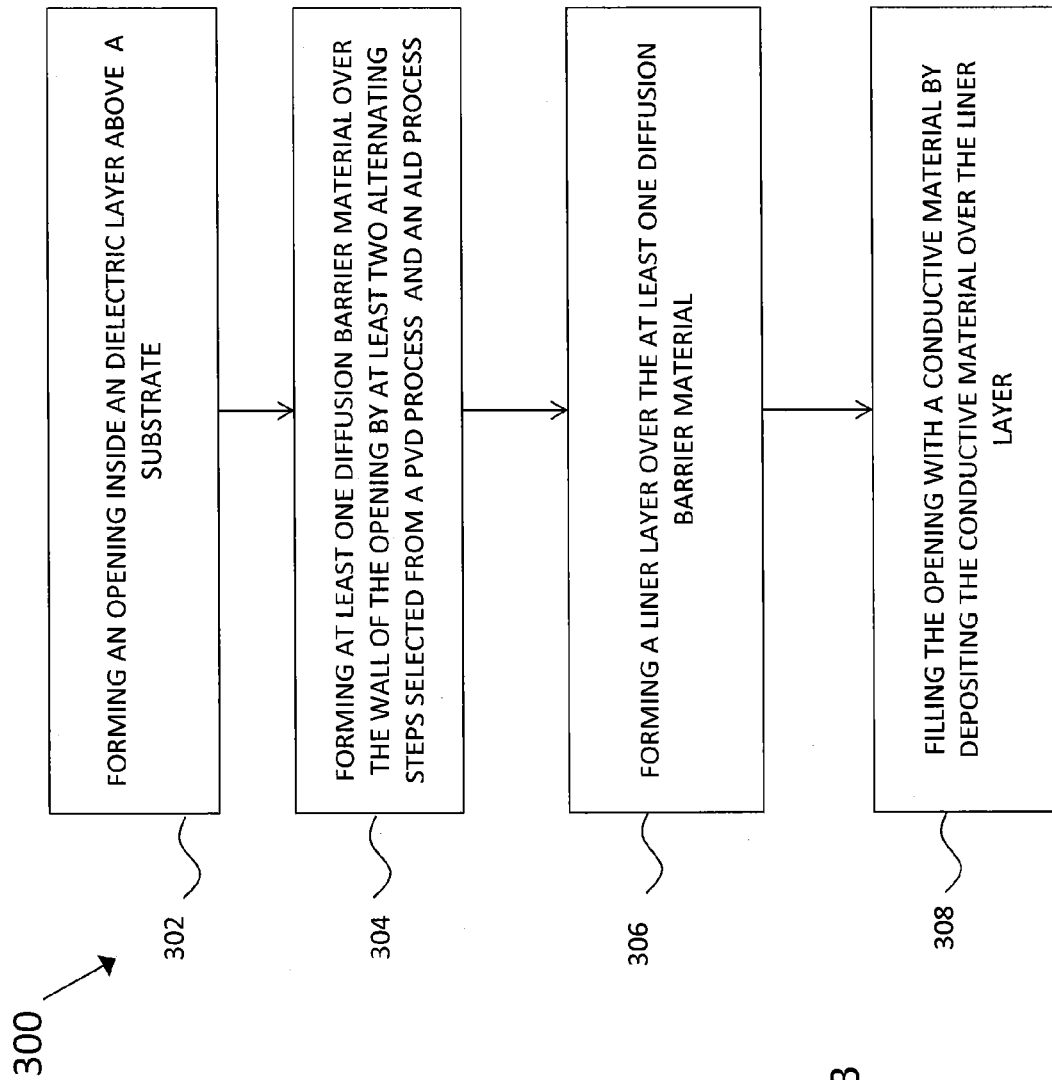 300
302
FORMING AN OPENING INSIDE AN DIELECTRIC LAYER ABOVE A
SUBSTRATE
304
FORMING AT LEAST ONE DIFFUSION BARRIER MATERIAL OVER
THE WALL OF THE OPENING BY AT LEAST TWO ALTERNATING
STEPS SELECTED FROM A PVD PROCESS AND AN ALD PROCESS
306
FORMING A LINER LAYER OVER THE AT LEAST ONE DIFFUSION
BARRIER MATERIAL
308
FILLING THE OPENING WITH A CONDUCTIVE MATERIAL BY
DEPOSITING THE CONDUCTIVE MATERIAL OVER THE LINER
LAYER